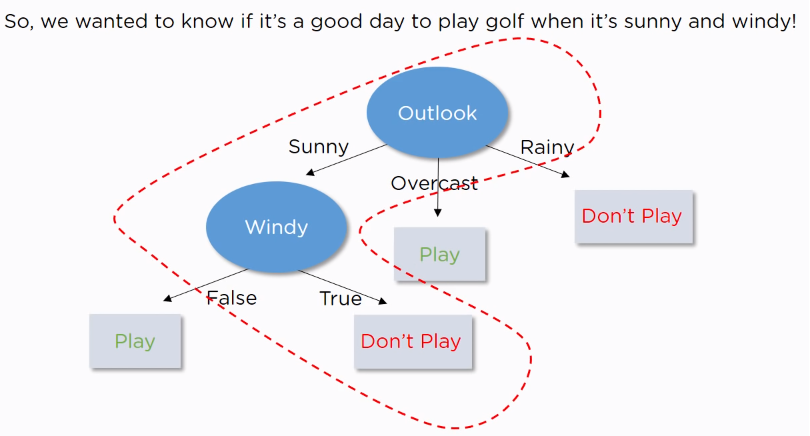 So, we wanted to know if it's a good day to play golf when it's sunny and windy!
Outlook
Sunny
Rainy
Overcast
Don't Play
Windy
Play
False
True
Play
Don't Play